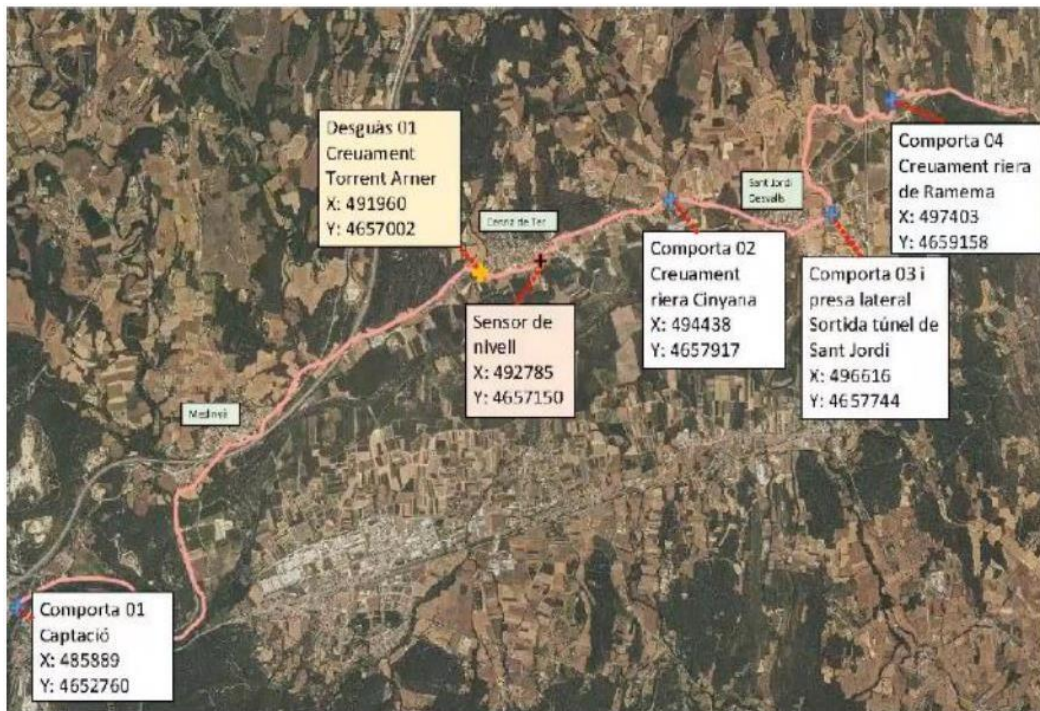 Desguàs 01
Creuament
Torrent Arner
X: 491960
Y: 4657002
Sant Jordi
Desvalls
Comporta 04
Creuament riera
de Ramema
X: 497403
Y: 4659158
Comporta 02
Creuament
riera Cinyana
X: 494438
Y: 4657917
Comporta 03 i
presa lateral
Sortida túnel de
Sant Jordi
X: 496616
Y: 4657744
Sensor de
nivell
X: 492785
Y: 4657150
Comporta 01
Captació
X: 485889
Y: 4652760